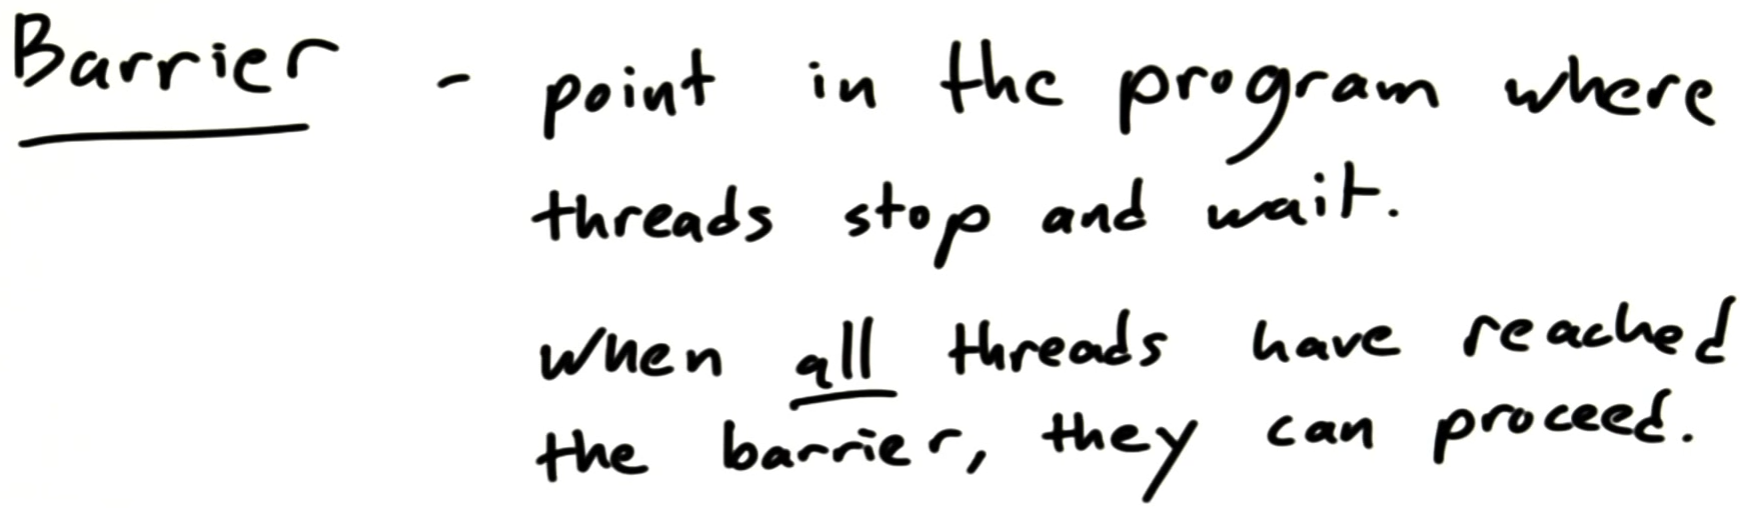 Barrier - point in the program where
threads stop and wait.
When all threads have reached
the barrier, they can proceed.